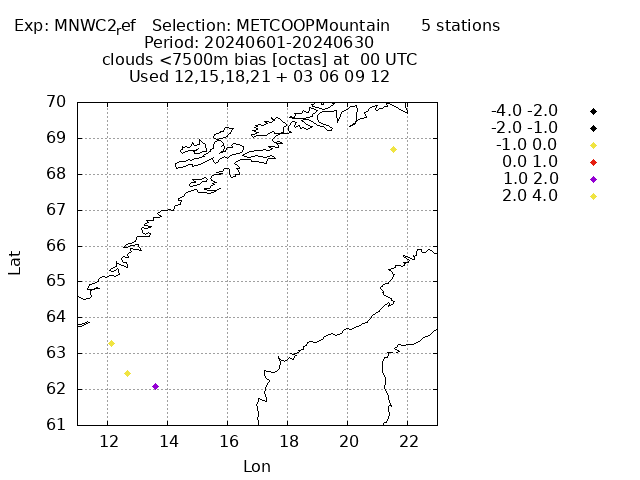 Exp: MNWC2ref Selection: METCOOPMountain 5 stations
Period: 20240601-20240630
clouds <7500m bias [octas] at 00 UTC
Used 12,15,18,21 + 03 06 09 12
-4.0 -2.0
-2.0 -1.0
-1.0 0.0
0.0 1.0
1.0 2.0
2.0 4.0
70
69
68
67
66
65
64
63
62
61
Lat
12 14 16 18 20 22
Lon